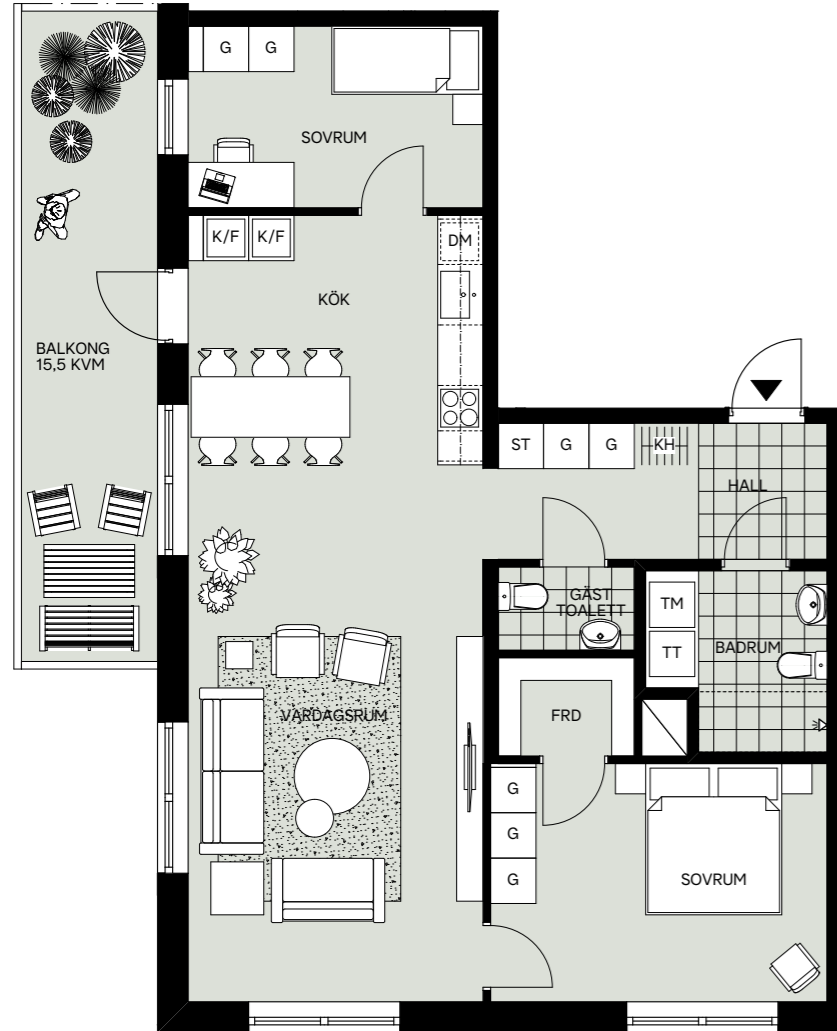 G G
SOVRUM
K/F K/F
DM
KÖK
BALKONG
15,5 KVM
ST G G KH
HALL
GÄST
TOALETT
TM
TT
BADRUM
VARDAGSRUM
FRD
G
G
G
SOVRUM